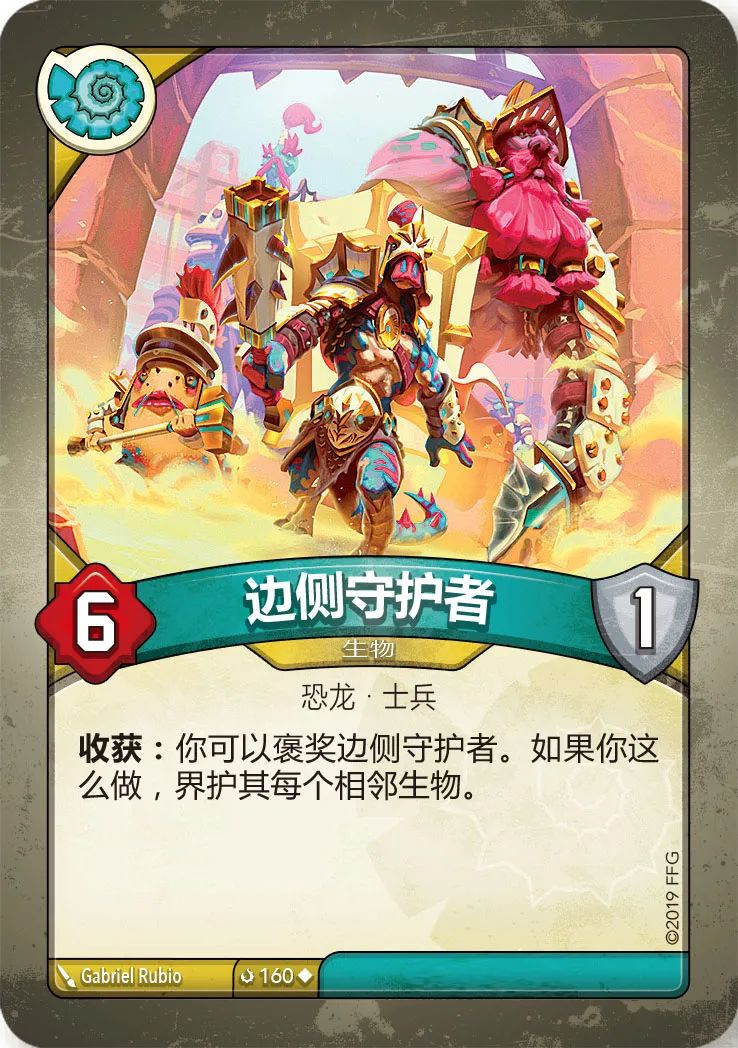 边侧守护者
6
1
生物
恐龙 · 士兵
收获：你可以褒奖边侧守护者。如果你这
么做，界护其每个相邻生物。
©2019 FFG
Gabriel Rubio
160